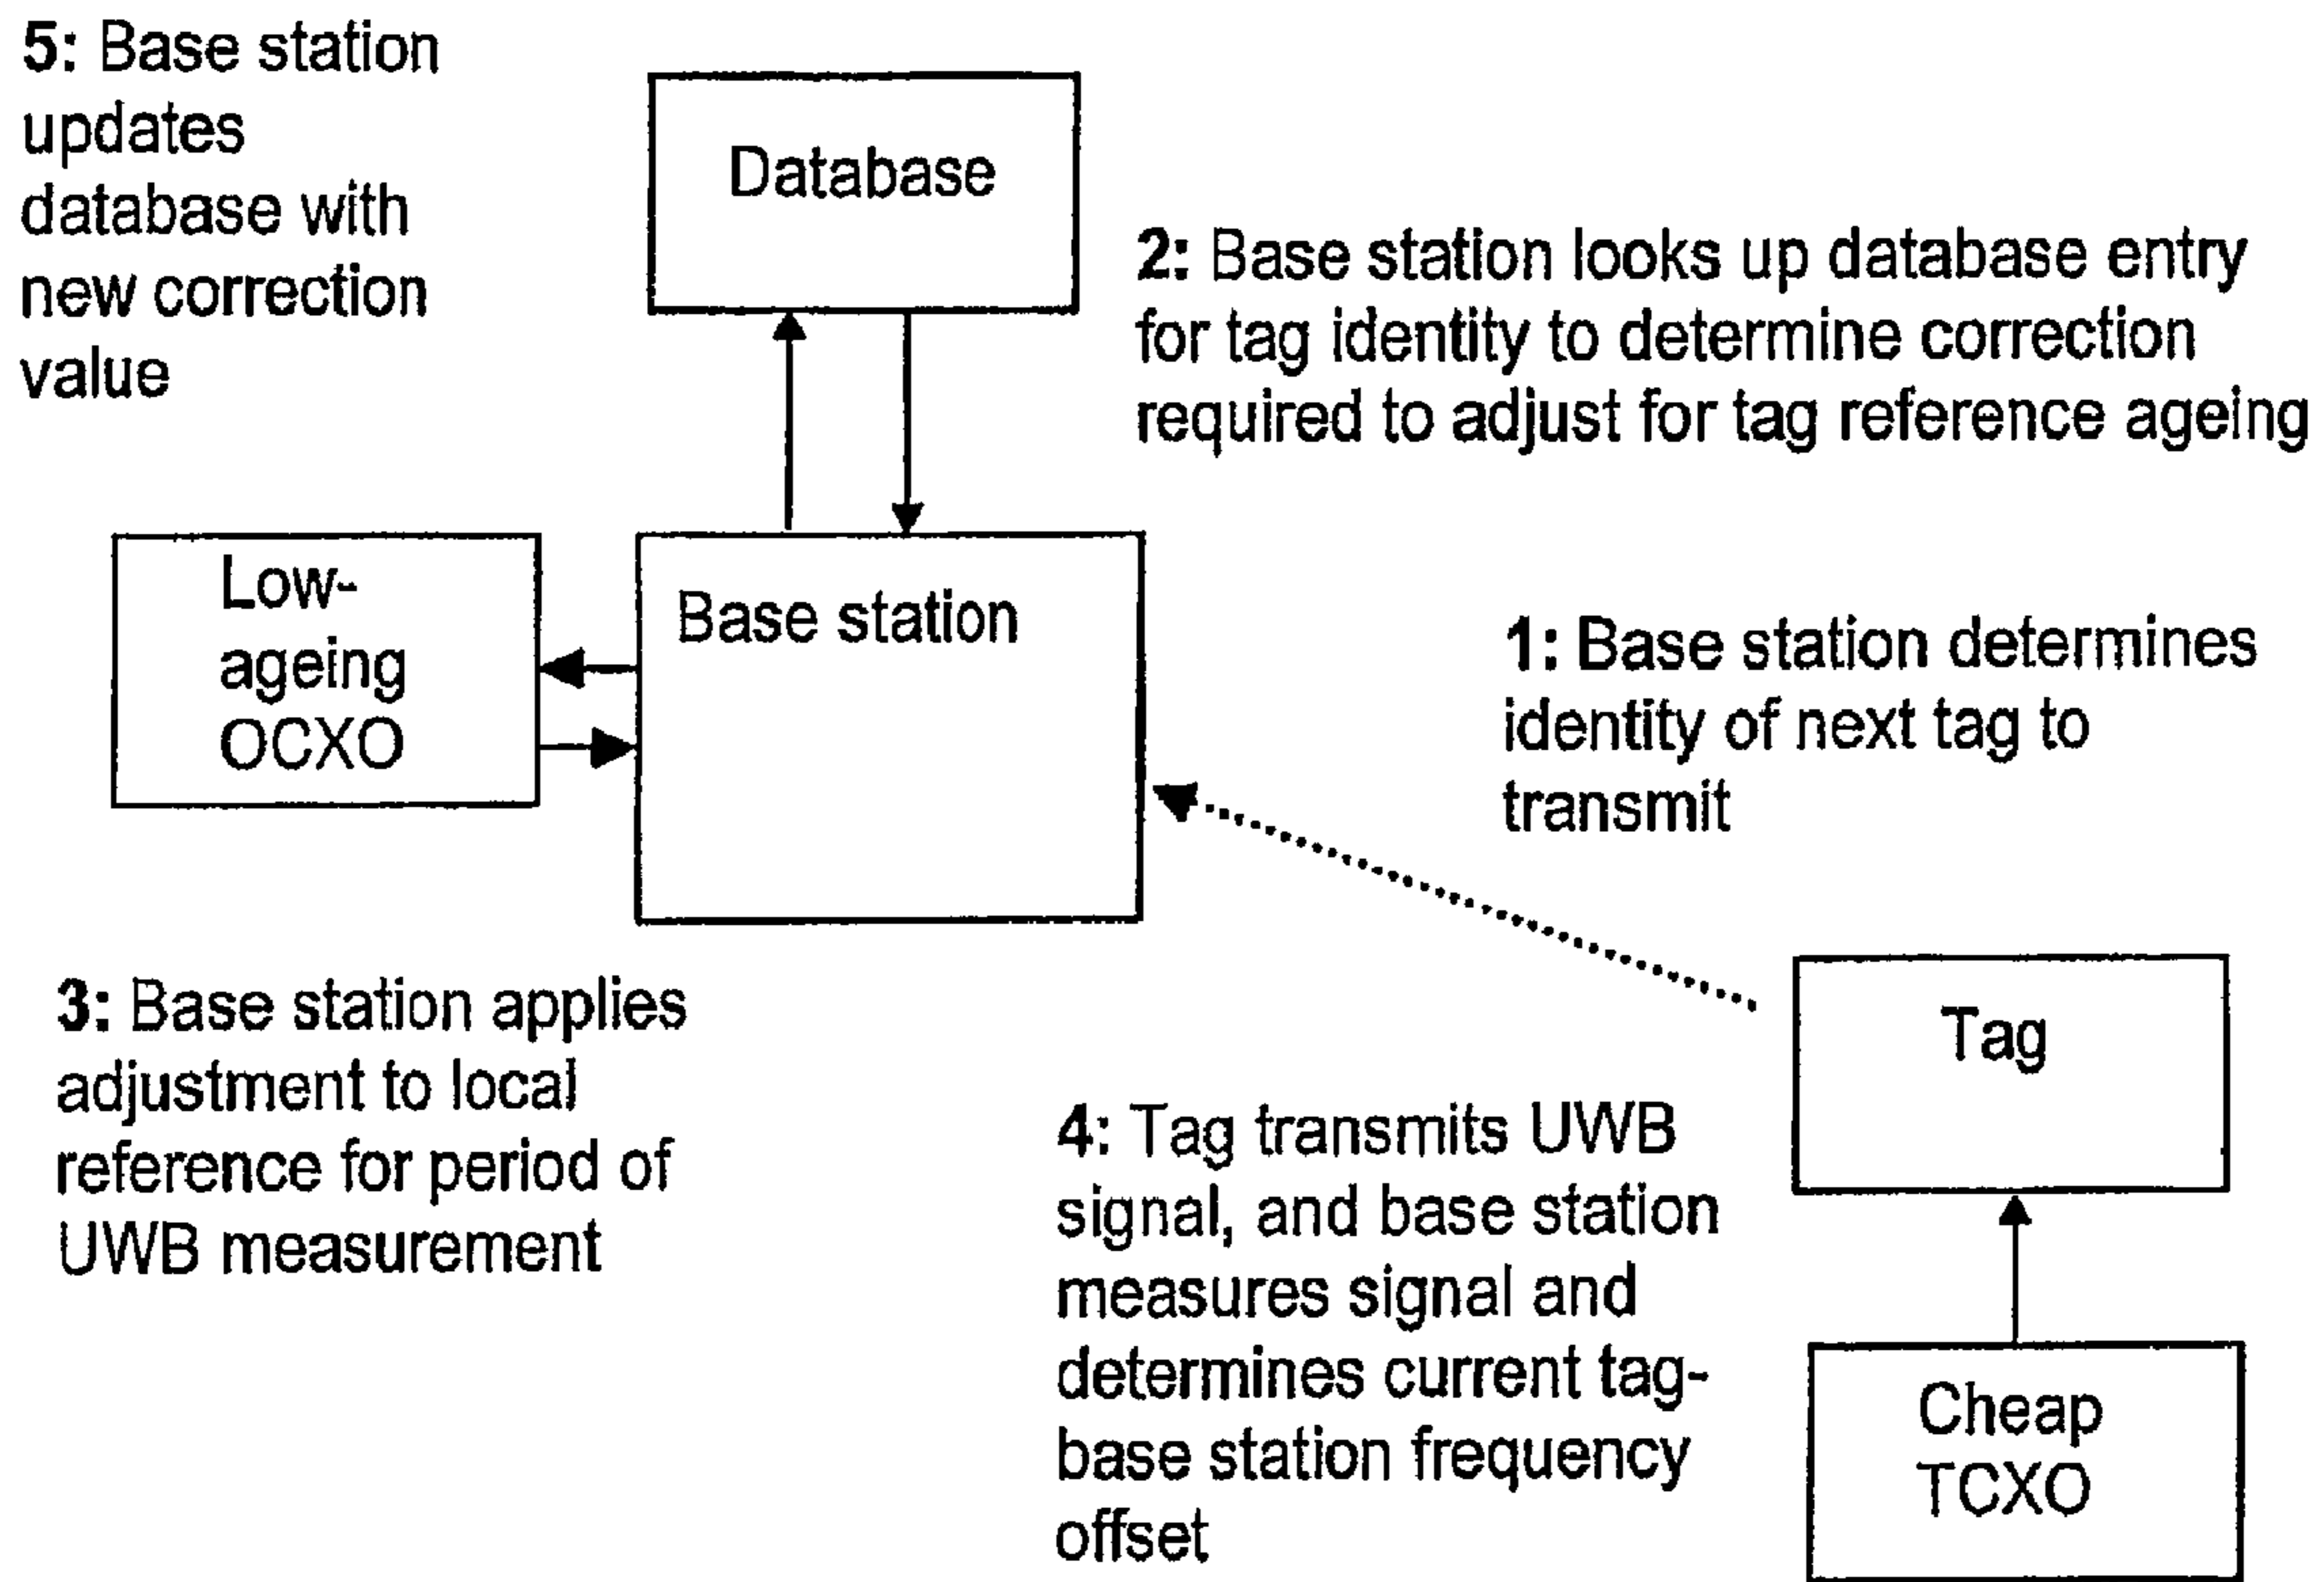 5: Base station
updates
database with
new correction
value
Database
2: Base station looks up database entry
for tag identity to determine correction
required to adjust for tag reference ageing
Low-
ageing
OCXO
Base station
1: Base station determines
identity of next tag to
transmit
3: Base station applies
adjustment to local
reference for period of
UWB measurement
Tag
4: Tag transmits UWB
signal, and base station
measures signal and
determines current tag-
base station frequency
offset
Cheap
TCXO